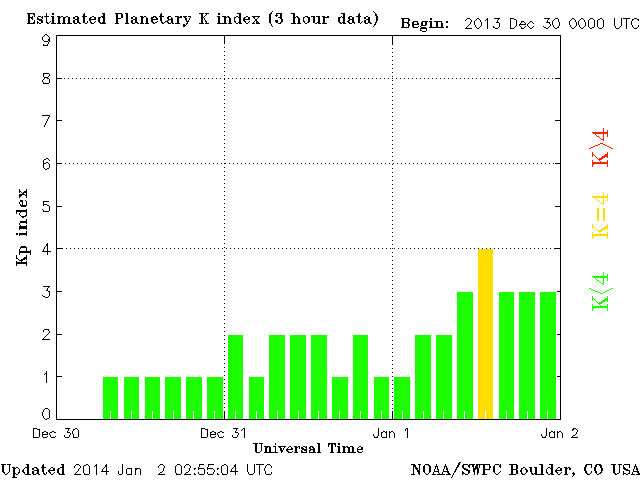 Estimated Planetary K index (3 hour data)
Begin: 2013 Dec 30 0000 UTC
9
8
7
6
5
4
3
2
1
0
Kp index
K<4 K=4 K>4
Dec 30 Dec 31 Jan 1 Jan 2
Universal Time
Updated 2014 Jan 2 02:55:04 UTC
NOAA/SWPC Boulder, CO USA